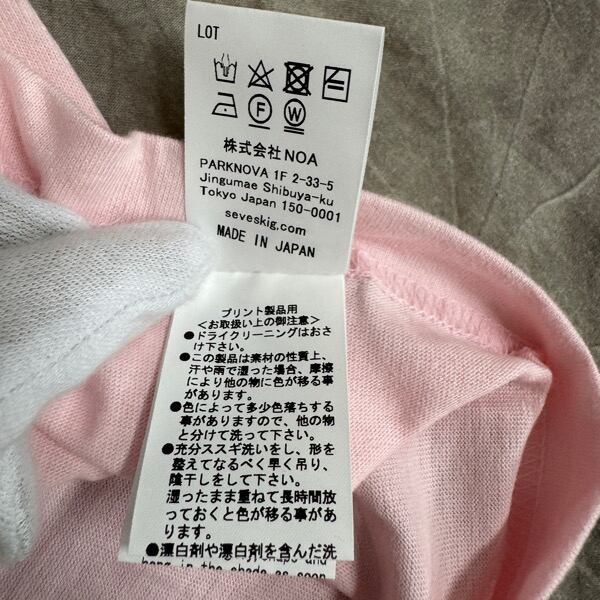 LOT
F W
株式会社NOA
PARKNOVA 1F 2-33-5
Jingumae Shibuya-ku
Tokyo Japan 150-0001
seveskig.com
MADE IN JAPAN
プリント製品用
<お取扱い上の御注意>
●ドライクリーニングはおさ
け下さい。
●この製品は素材の性質上、
汗や雨で湿った場合、摩擦
により他の物に色が移る事
があります。
●色によって多少色落ちする
事がありますので、他の物
と分けて洗って下さい。
●充分ススギ洗いをし、形を
整えてなるべく早く吊り、
陰干しをして下さい。
湿ったまま重ねて長時間放
っておくと色が移る事があ
ります。
●漂白剤や漂白剤を含んだ洗
and
hang in the shade as soon